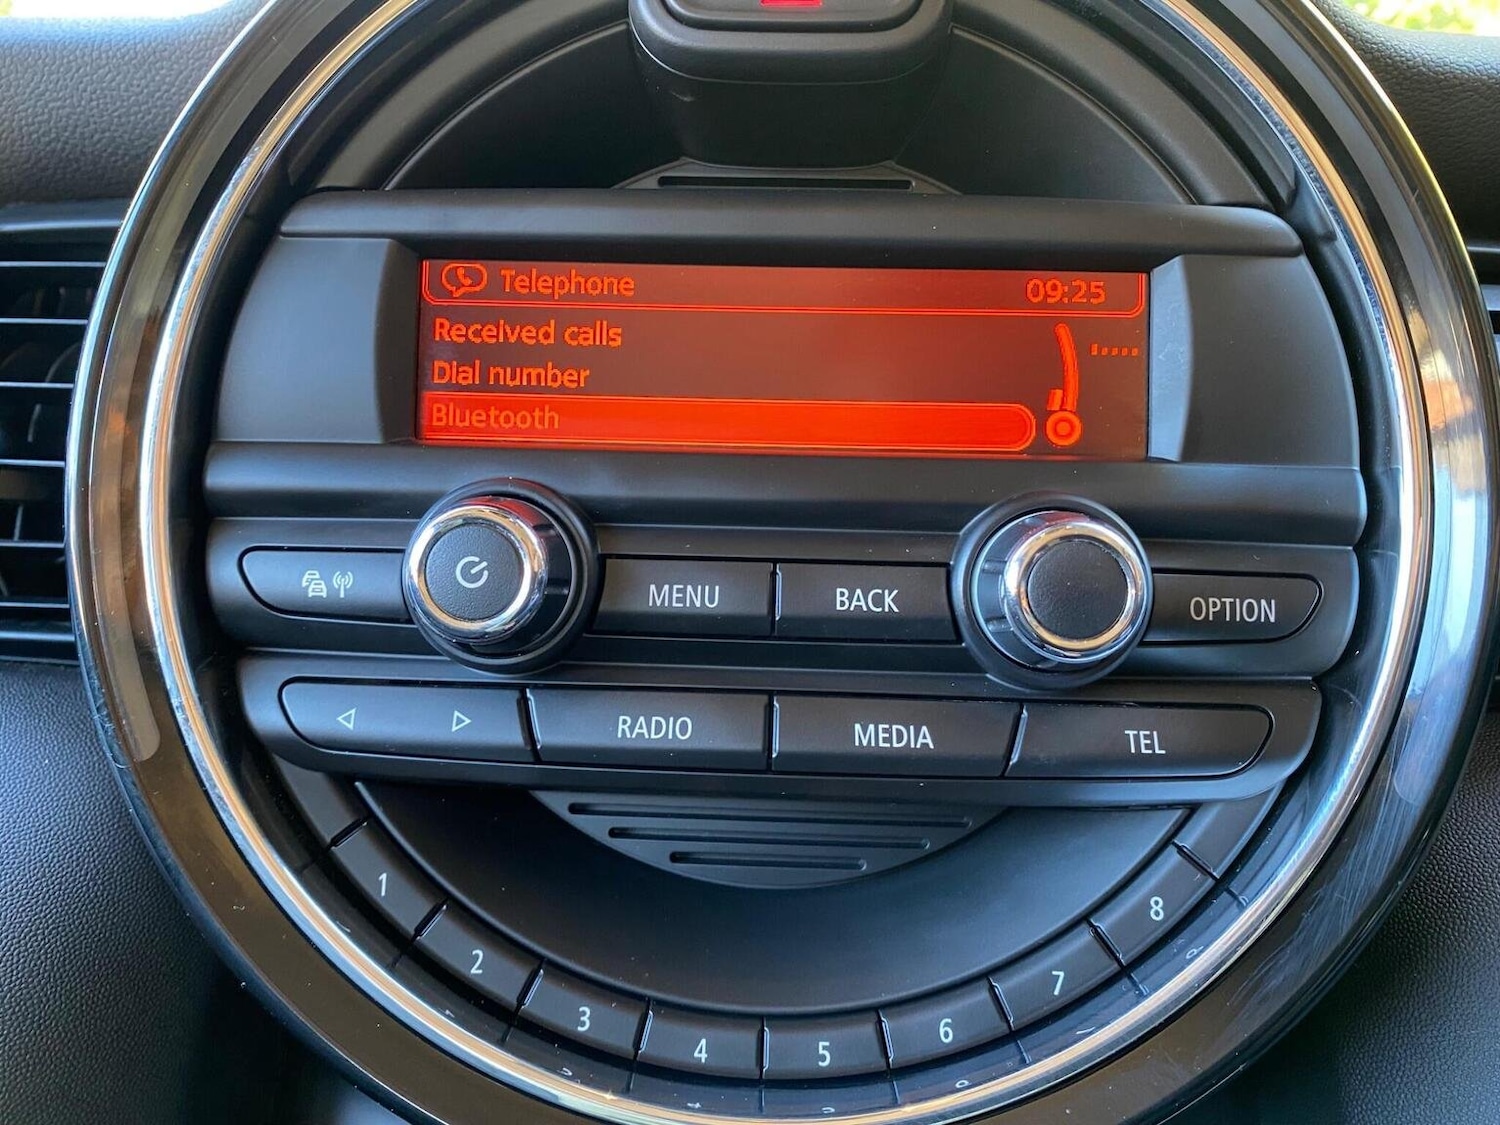 Telephone 09:25
Received calls
Dial number
Bluetooth
MENU BACK OPTION
RADIO MEDIA TEL
1 2 3 4 5 6 7 8